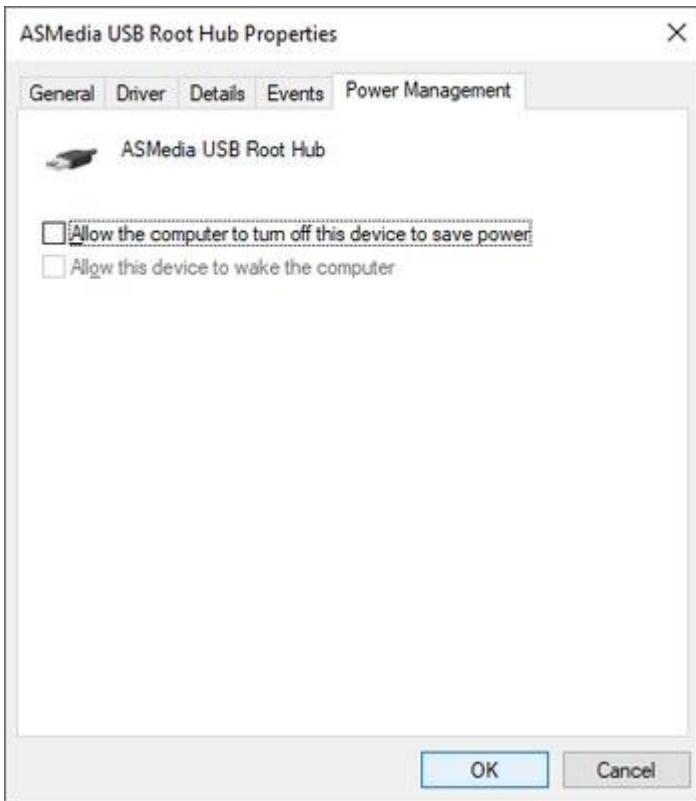 ASMedia USB Root Hub Properties
General Driver Details Events Power Management
ASMedia USB Root Hub
Allow the computer to turn off this device to save power
Allow this device to wake the computer
OK Cancel